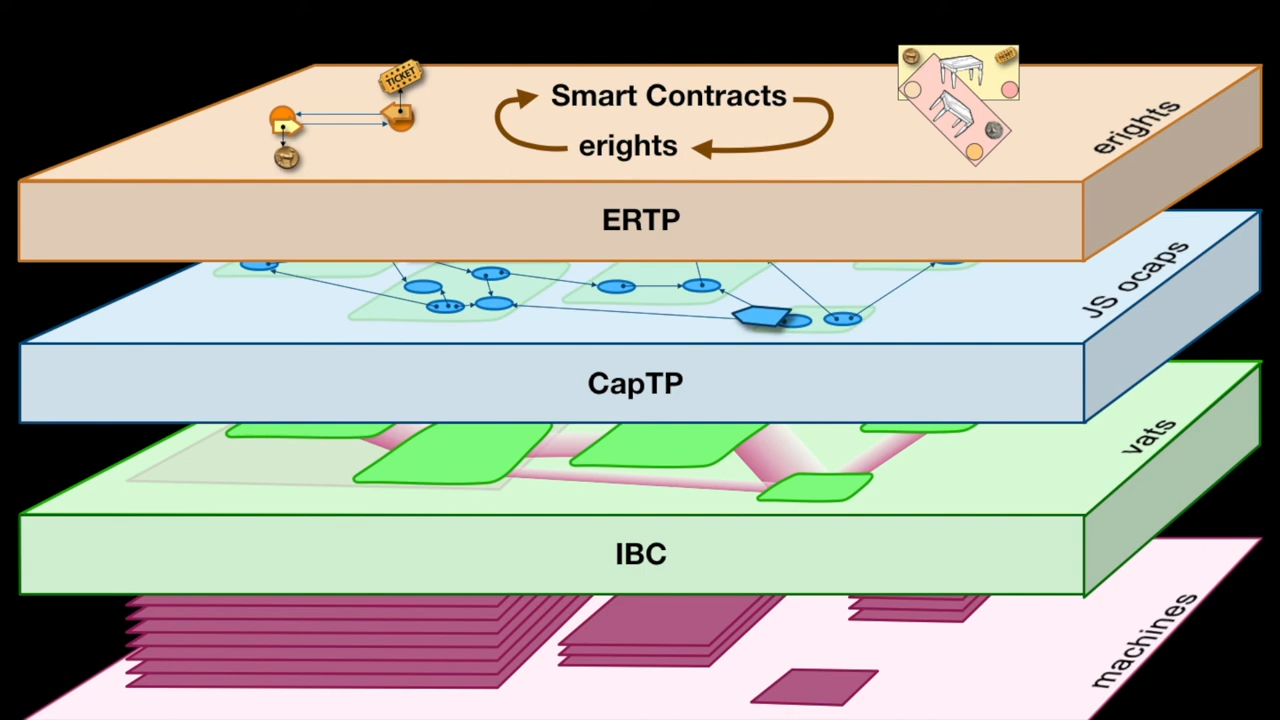 TICKET
Smart Contracts
erights
erights
ERTP
JS ocaps
CapTP
vats
IBC
machines